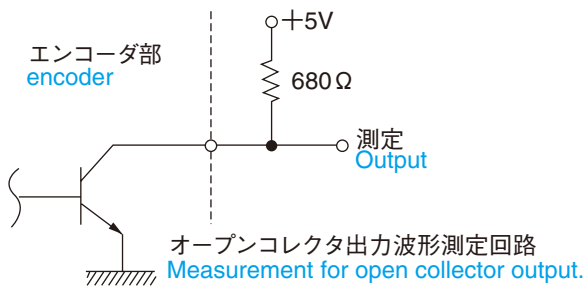 +5V
エンコーダ部
encoder
680Ω
測定
Output
オープンコレクタ出力波形測定回路
Measurement for open collector output.